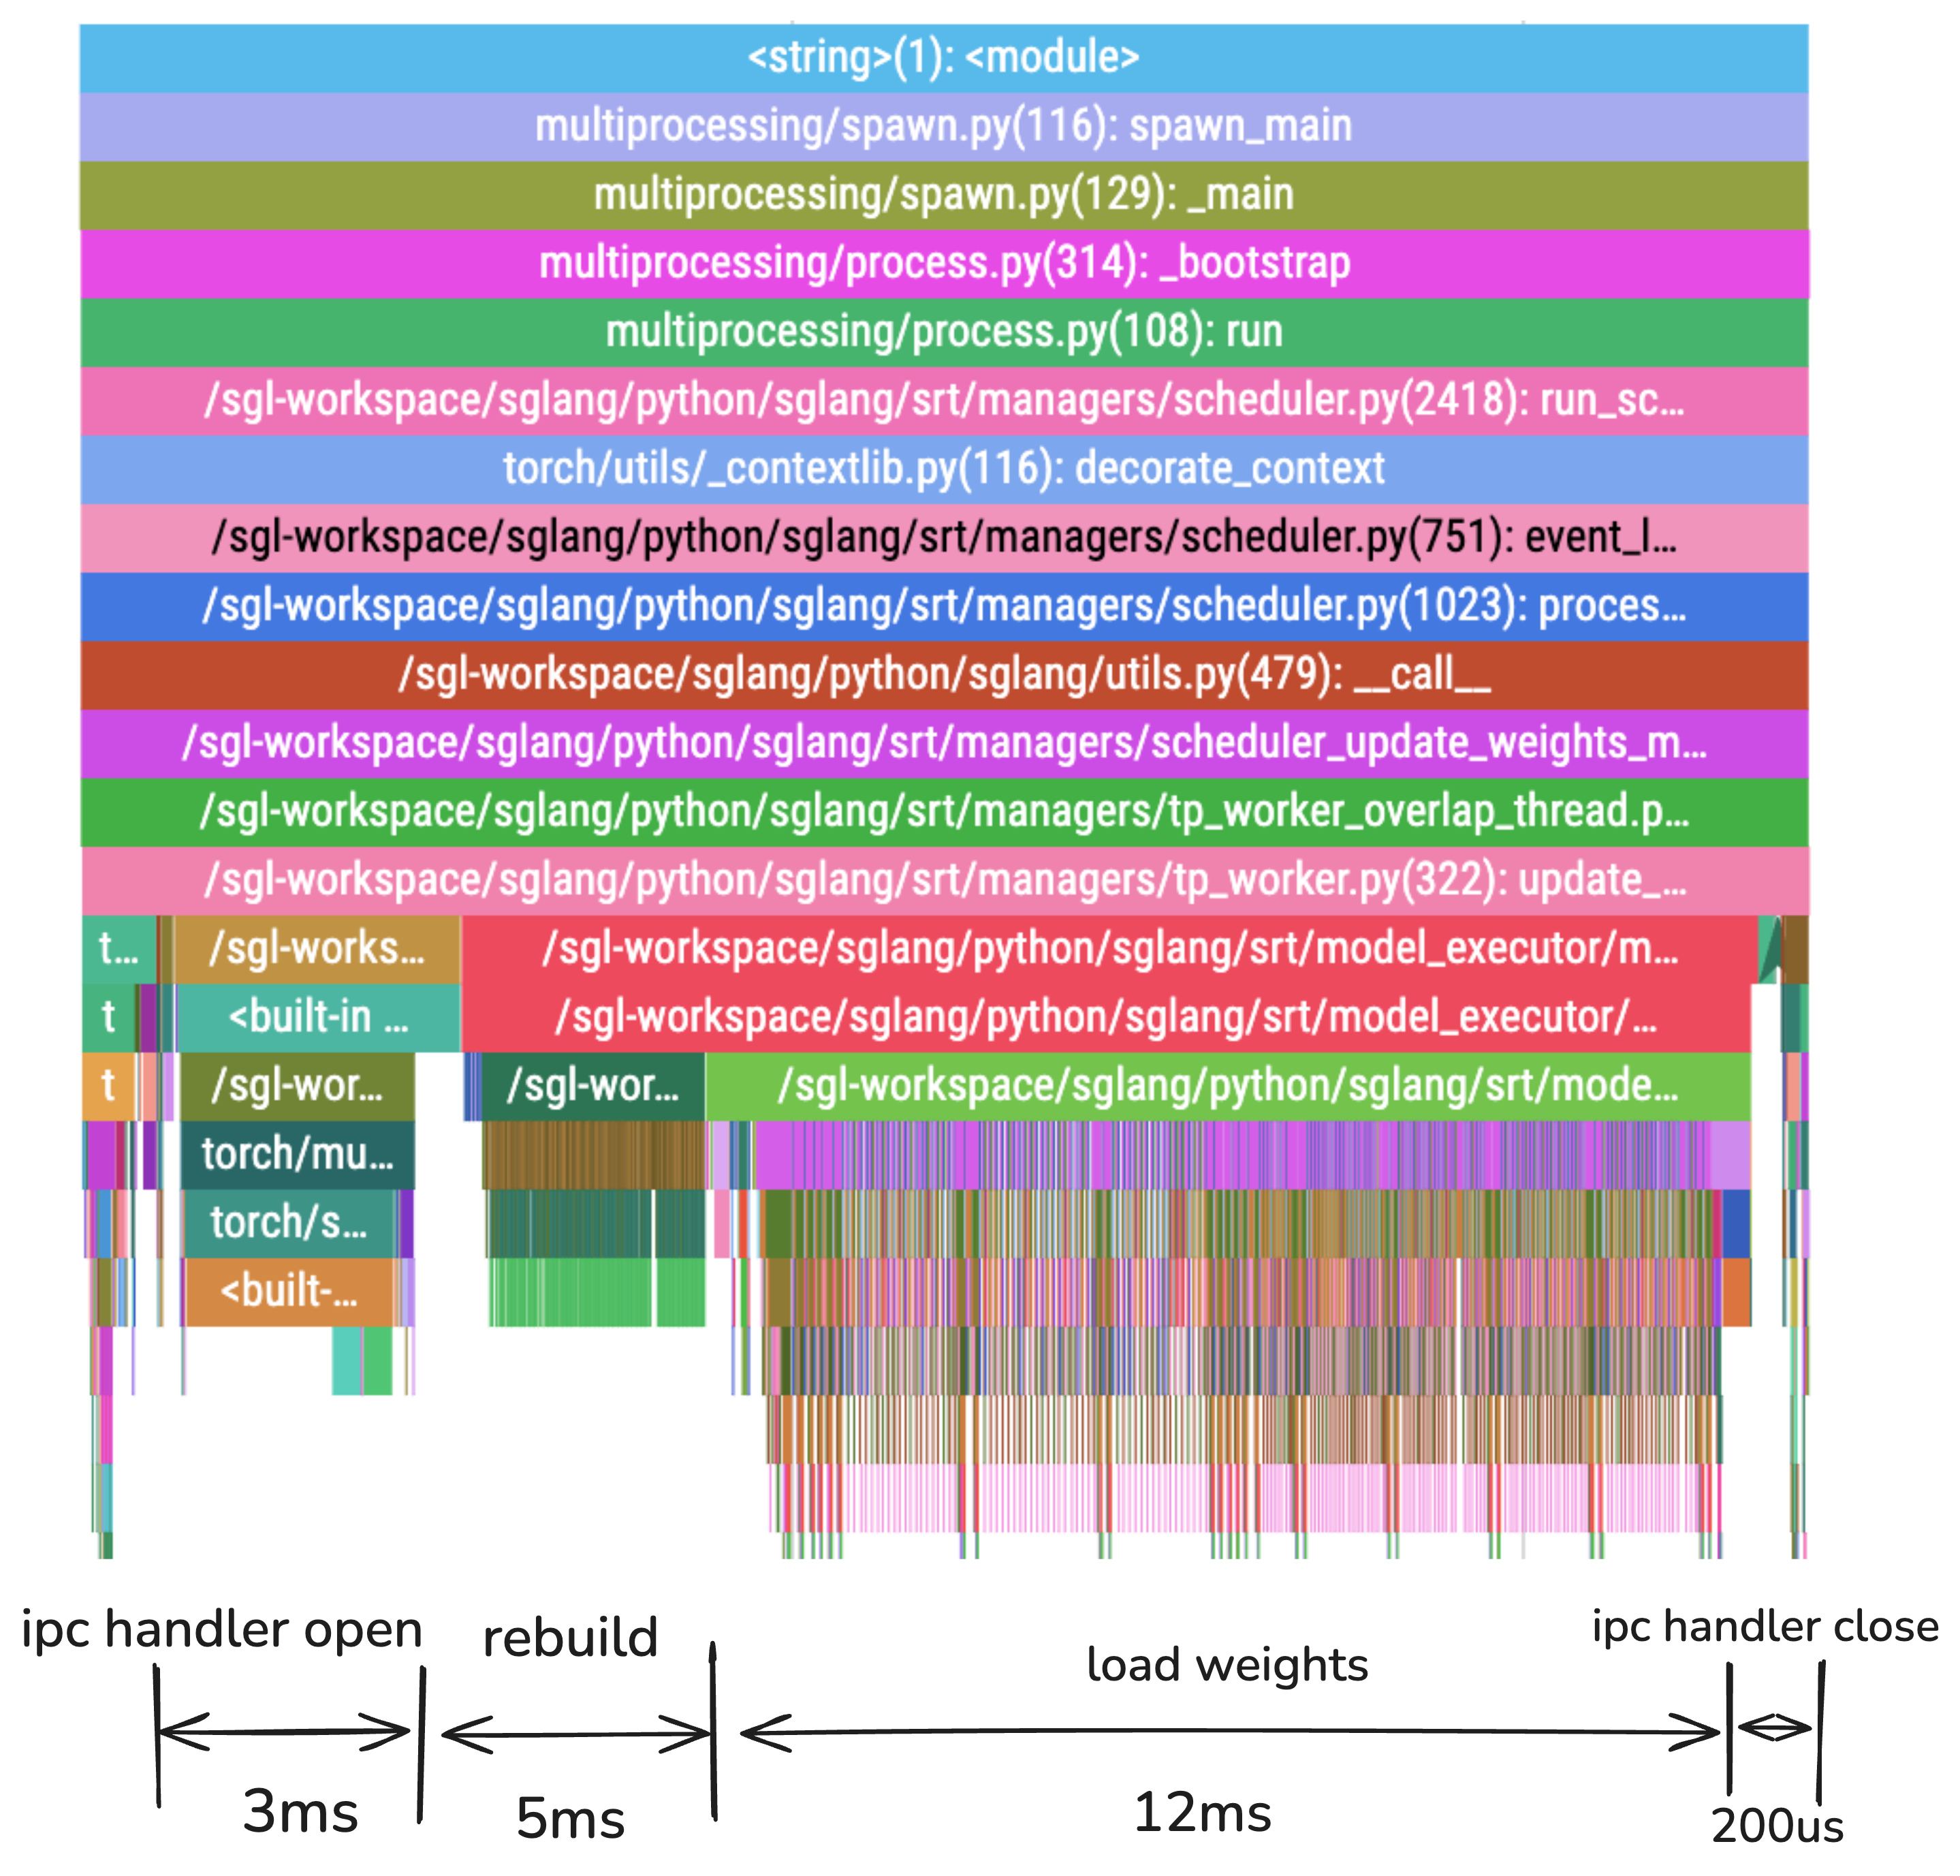 <string>(1): <module>
multiprocessing/spawn.py(116): spawn_main
multiprocessing/spawn.py(129): _main
multiprocessing/process.py(314): _bootstrap
multiprocessing/process.py(108): run
/sgl-workspace/sglang/python/sglang/srt/managers/scheduler.py(2418): run_sc...
torch/utils/_contextlib.py(116): decorate_context
/sgl-workspace/sglang/python/sglang/srt/managers/scheduler.py(751): event_l...
/sgl-workspace/sglang/python/sglang/srt/managers/scheduler.py(1023): proces...
/sgl-workspace/sglang/python/sglang/utils.py(479): __call__
/sgl-workspace/sglang/python/sglang/srt/managers/scheduler_update_weights_m...
/sgl-workspace/sglang/python/sglang/srt/managers/tp_worker_overlap_thread.p...
/sgl-workspace/sglang/python/sglang/srt/managers/tp_worker.py(322): update_...
t... /sgl-works... /sgl-workspace/sglang/python/sglang/srt/model_executor/m...
t <built-in ... /sgl-workspace/sglang/python/sglang/srt/model_executor/...
t /sgl-wor... /sgl-wor... /sgl-workspace/sglang/python/sglang/srt/mode...
torch/mu...
torch/s...
<built-...
ipc handler open rebuild load weights ipc handler close
3ms 5ms 12ms 200us